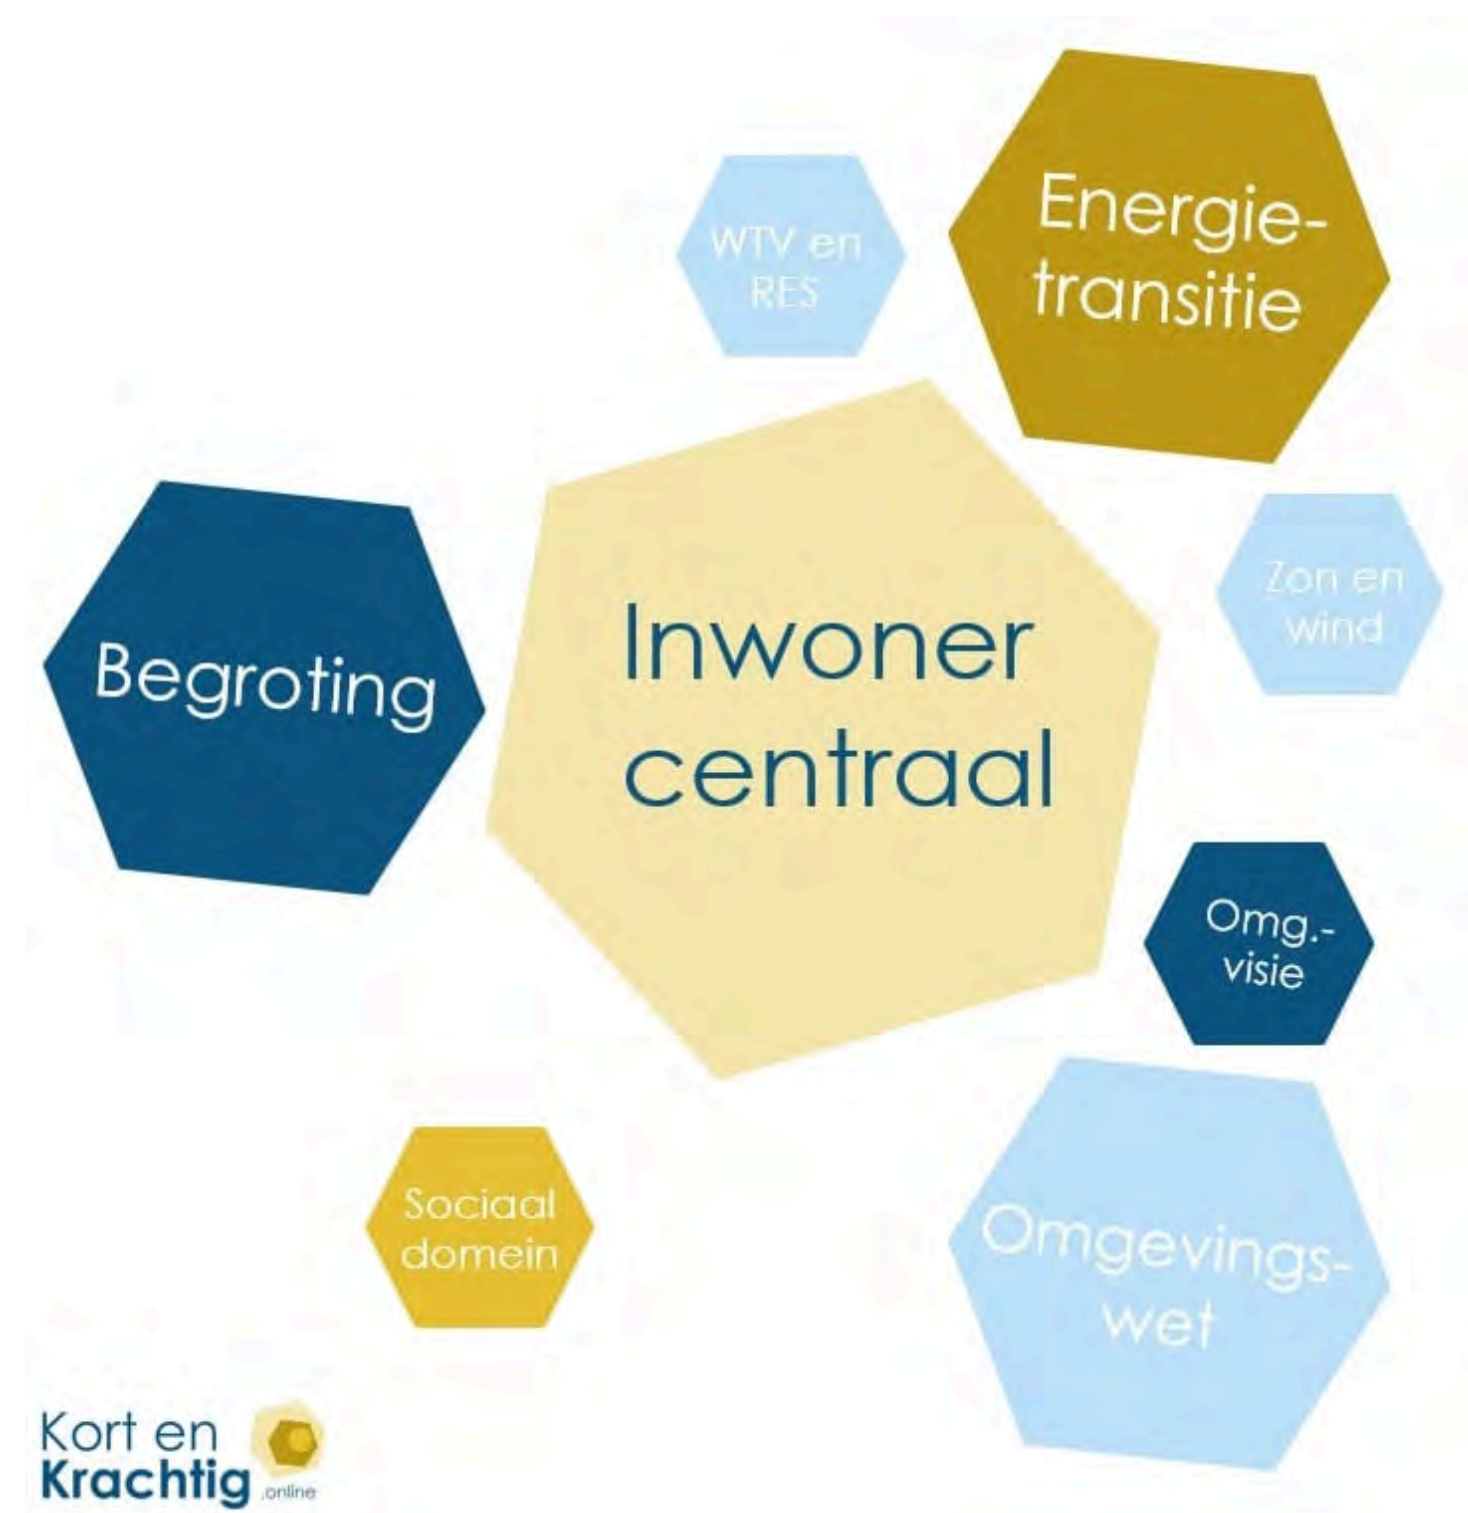 WTV en
RES
Energie-
transitie
Zon en
wind
Begroting
Inwoner
centraal
Omg.-
visie
Sociaal
domein
Omgevings-
wet
Kort en
Krachtig .online